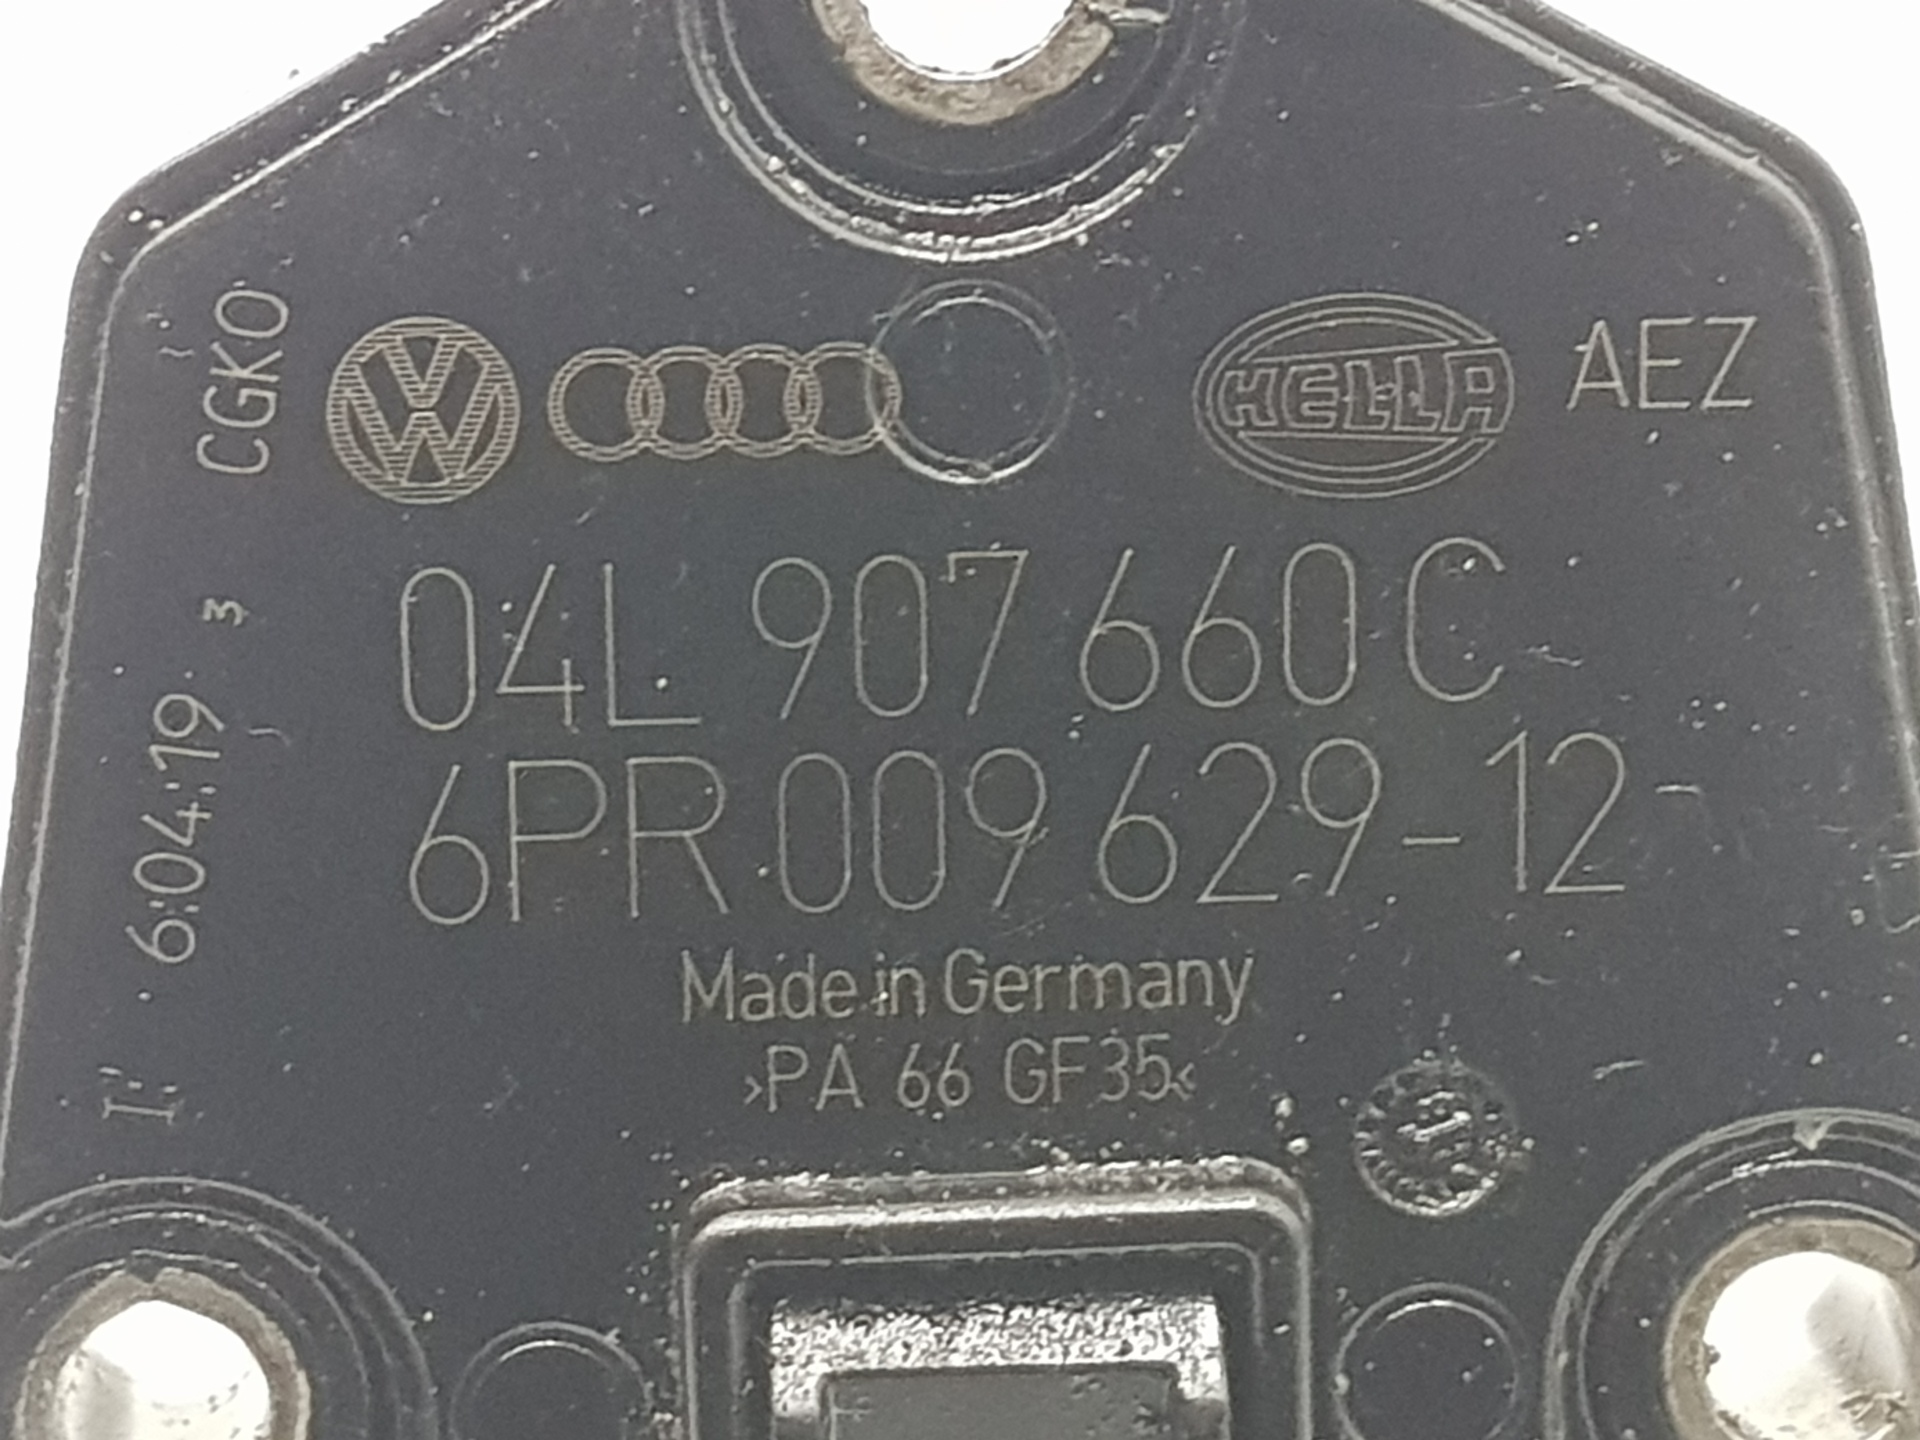 CGKO
HELLA
AEZ
04L 907 660 C
3
6:04:19
6PR 009 629-12
Made in Germany
>PA 66 GF35<